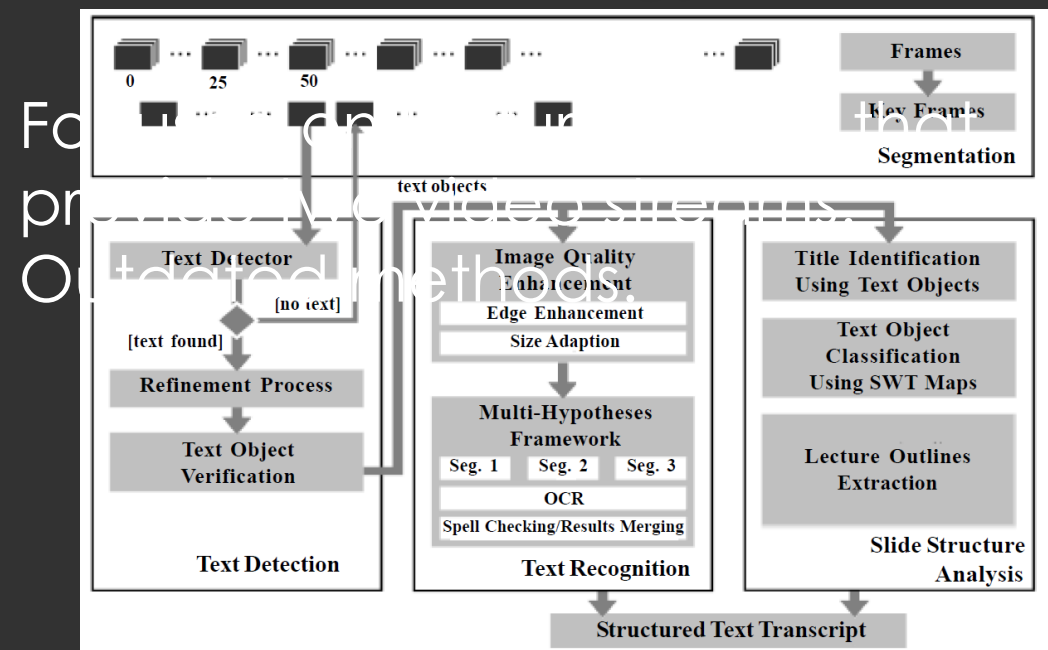 0
25
50
Frames
Key Frames
Segmentation
that
video streams.
Outdated methods.
text objects
Text Detector
[no text]
[text found]
Refinement Process
Text Object
Verification
Text Detection
Image Quality
Enhancement
Edge Enhancement
Size Adaption
Multi-Hypotheses
Framework
Seg. 1 Seg. 2 Seg. 3
OCR
Spell Checking/Results Merging
Text Recognition
Title Identification
Using Text Objects
Text Object
Classification
Using SWT Maps
Lecture Outlines
Extraction
Slide Structure
Analysis
Structured Text Transcript